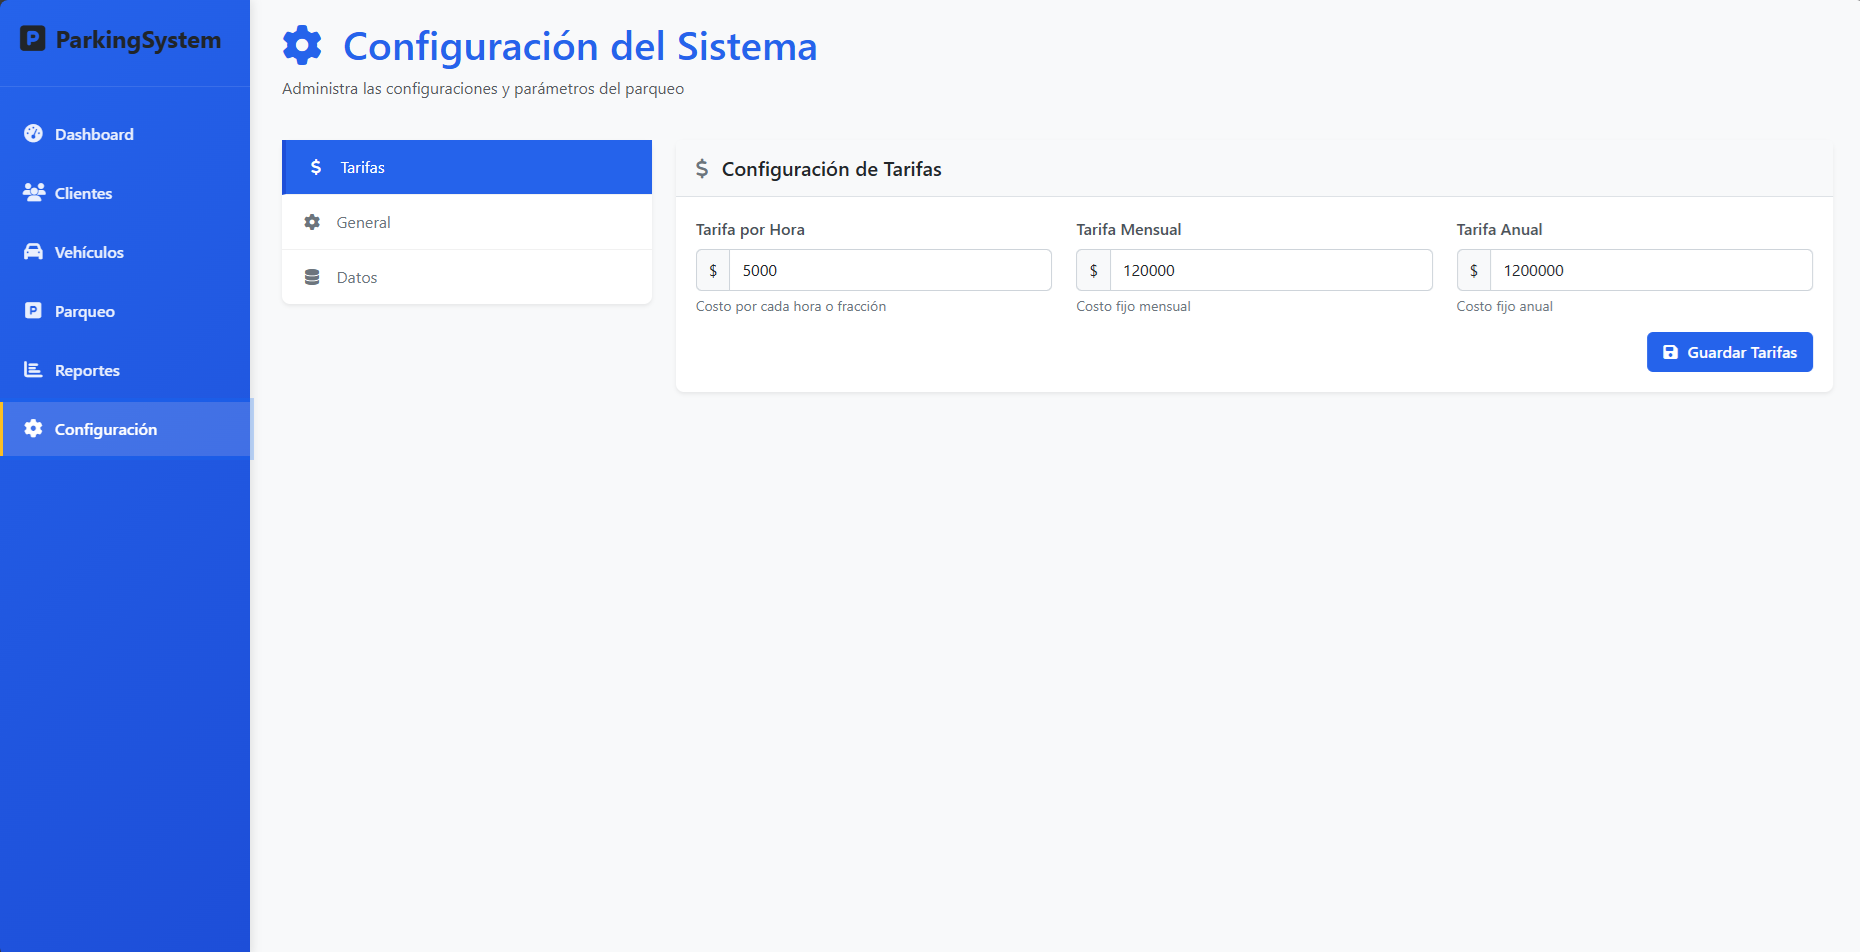 ParkingSystem
Dashboard
Clientes
Vehículos
Parqueo
Reportes
Configuración
Configuración del Sistema
Administra las configuraciones y parámetros del parqueo
$ Tarifas
General
Datos
$ Configuración de Tarifas
Tarifa por Hora
$ 5000
Costo por cada hora o fracción
Tarifa Mensual
$ 120000
Costo fijo mensual
Tarifa Anual
$ 1200000
Costo fijo anual
Guardar Tarifas